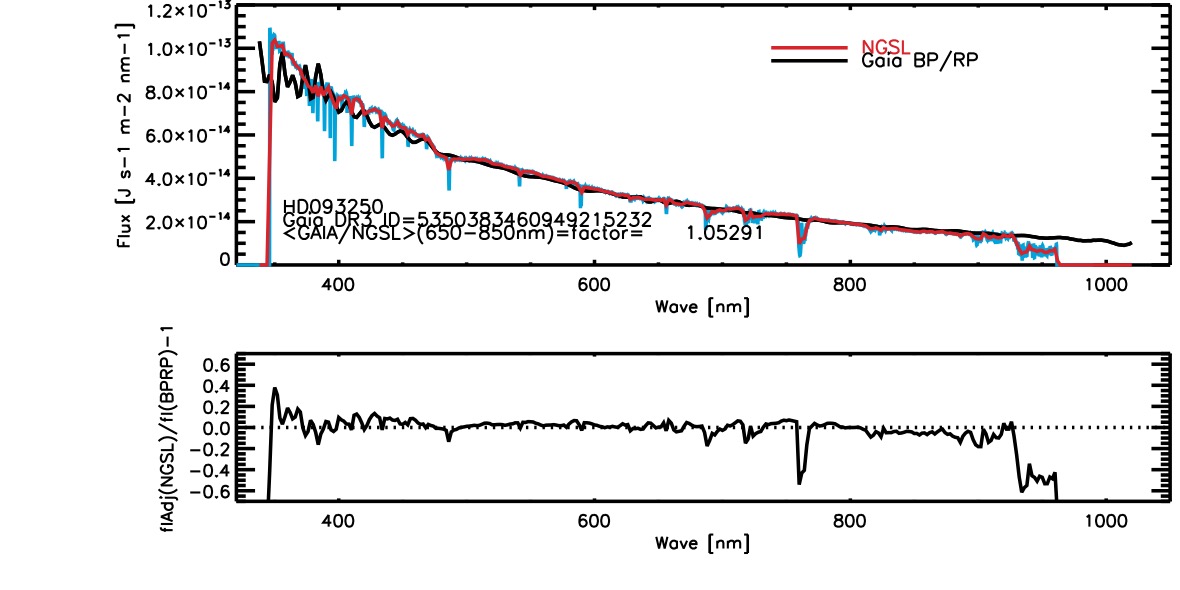 1.2×10−13
1.0×10−13
8.0×10−14
6.0×10−14
4.0×10−14
2.0×10−14
0
Flux [J s−1 m−2 nm−1]
NGSL
Gaia BP/RP
HD093250
Gaia DR3 ID=5350383460949215232
<GAIA/NGSL>(650−850nm)=factor= 1.05291
400 600 800 1000
Wave [nm]
flAdj(NGSL)/fl(BPRP)−1
0.6
0.4
0.2
0.0
−0.2
−0.4
−0.6
400 600 800 1000
Wave [nm]